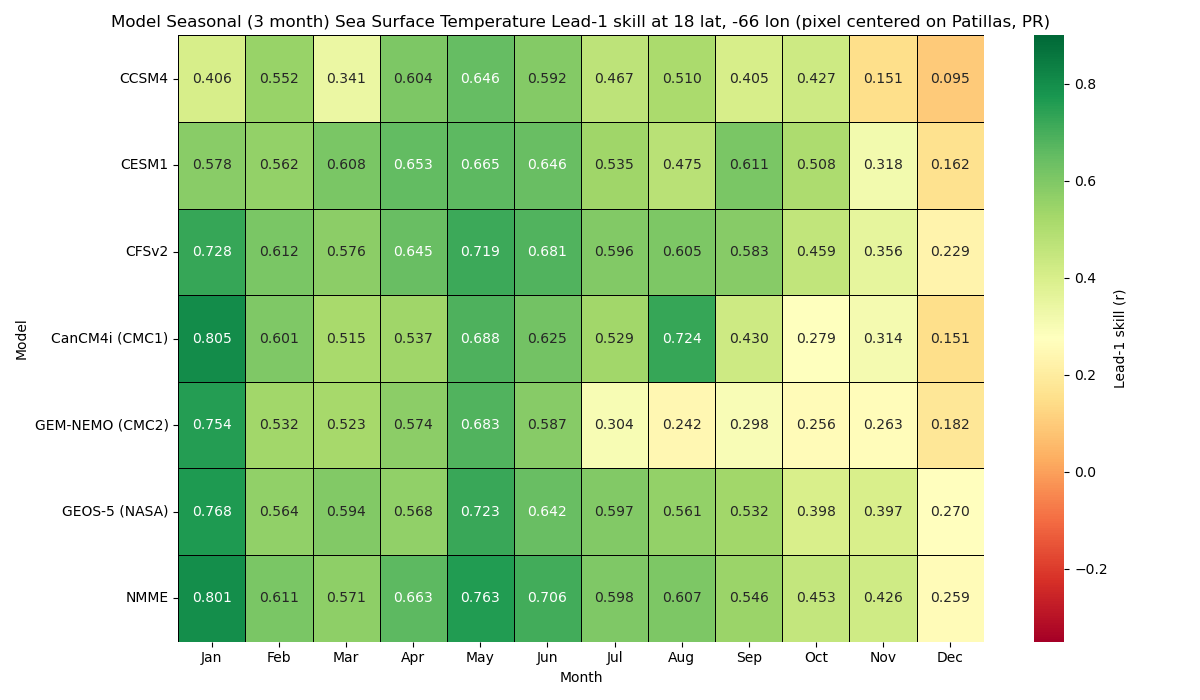 Model Seasonal (3 month) Sea Surface Temperature Lead-1 skill at 18 lat, -66 lon (pixel centered on Patillas, PR)
CCSM4 0.406 0.552 0.341 0.604 0.646 0.592 0.467 0.510 0.405 0.427 0.151 0.095
CESM1 0.578 0.562 0.608 0.653 0.665 0.646 0.535 0.475 0.611 0.508 0.318 0.162
CFSv2 0.728 0.612 0.576 0.645 0.719 0.681 0.596 0.605 0.583 0.459 0.356 0.229
CanCM4i (CMC1) 0.805 0.601 0.515 0.537 0.688 0.625 0.529 0.724 0.430 0.279 0.314 0.151
GEM-NEMO (CMC2) 0.754 0.532 0.523 0.574 0.683 0.587 0.304 0.242 0.298 0.256 0.263 0.182
GEOS-5 (NASA) 0.768 0.564 0.594 0.568 0.723 0.642 0.597 0.561 0.532 0.398 0.397 0.270
NMME 0.801 0.611 0.571 0.663 0.763 0.706 0.598 0.607 0.546 0.453 0.426 0.259
Jan Feb Mar Apr May Jun Jul Aug Sep Oct Nov Dec
Month
Model
0.8
0.6
0.4
0.2
0.0
−0.2
Lead-1 skill (r)